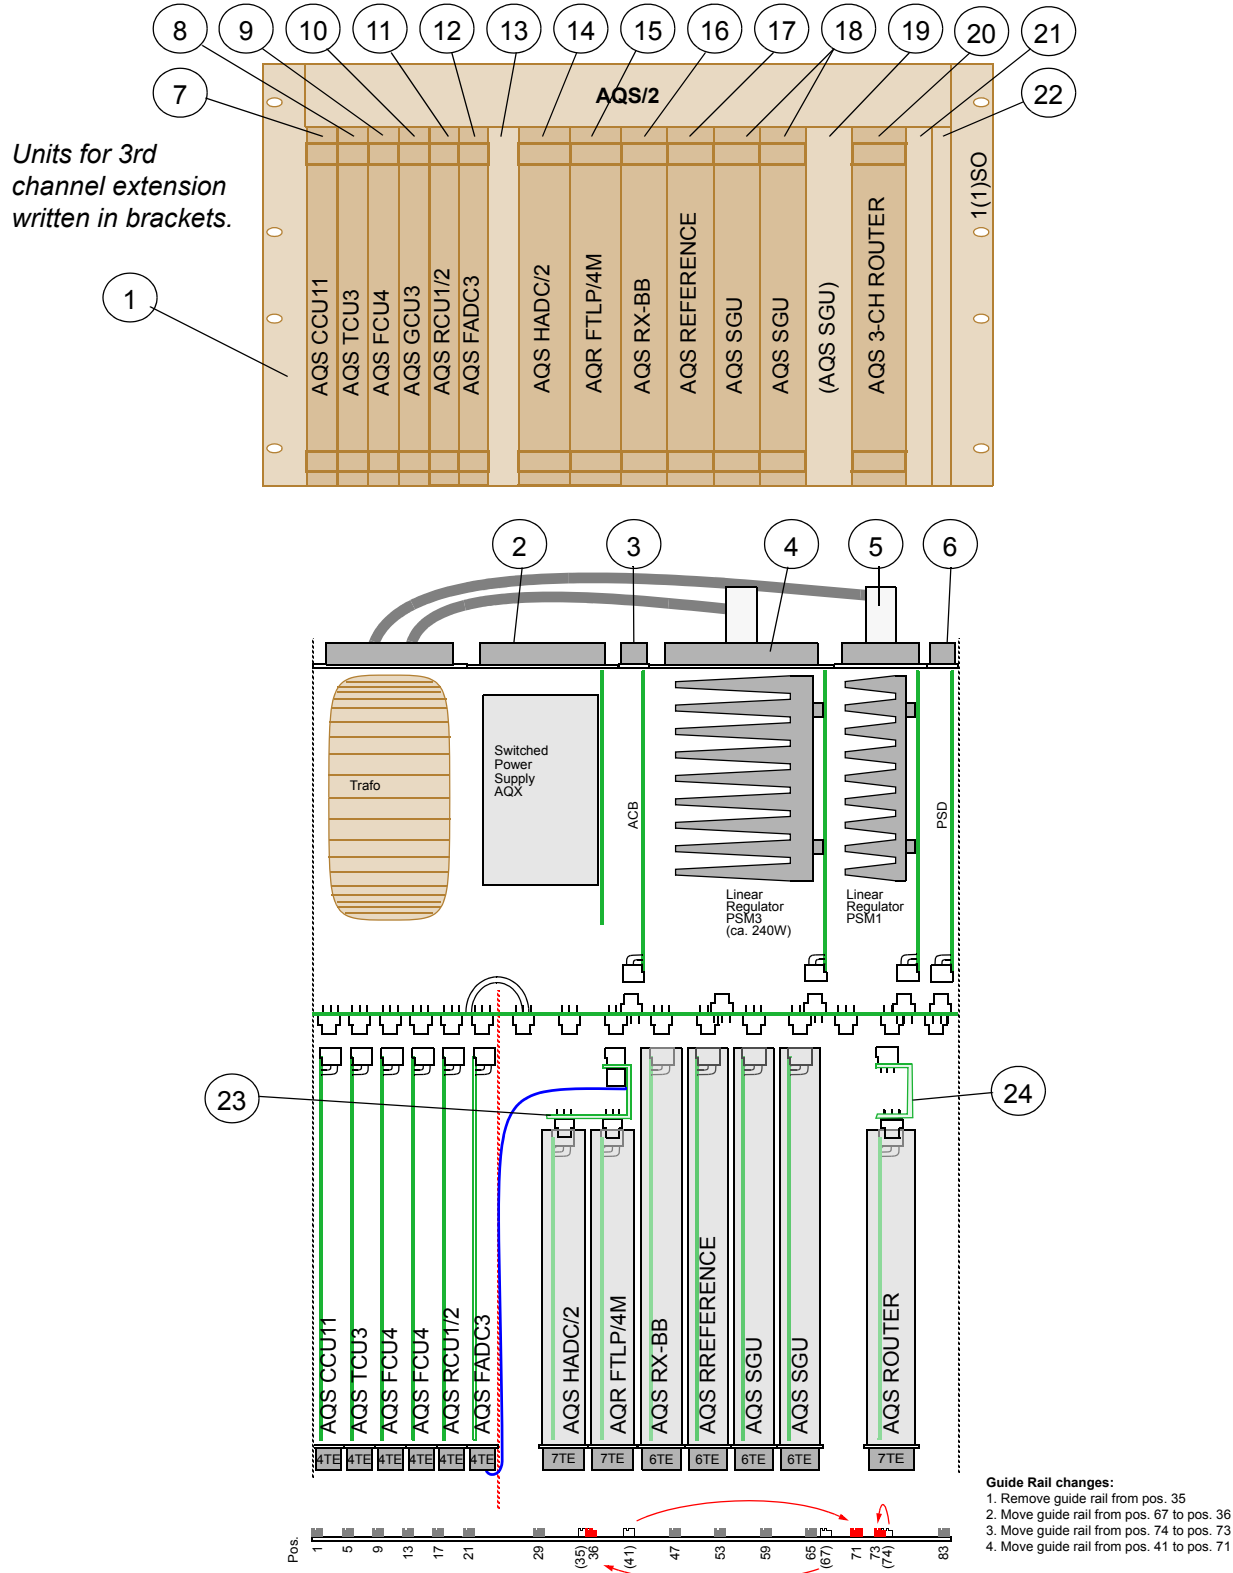 8
9
10
11
12
13
14
15
16
17
18
19
20
21
7
22
AQS/2
Units for 3rd
channel extension
written in brackets.
1
1(1)SO
AQS CCU11
AQS TCU3
AQS FCU4
AQS GCU3
AQS RCU1/2
AQS FADC3
AQS HADC/2
AQR FTLP/4M
AQS RX-BB
AQS REFERENCE
AQS SGU
AQS SGU
(AQS SGU)
AQS 3-CH ROUTER
2
3
4
5
6
Trafo
Switched
Power
Supply
AQX
ACB
Linear
Regulator
PSM3
(ca. 240W)
Linear
Regulator
PSM1
PSD
23
24
AQS CCU11
AQS TCU3
AQS FCU4
AQS FCU4
AQS RCU1/2
AQS FADC3
AQS HADC/2
AQR FTLP/4M
AQS RX-BB
AQS RREFERENCE
AQS SGU
AQS SGU
AQS ROUTER
4TE
4TE
4TE
4TE
4TE
4TE
7TE
7TE
6TE
6TE
6TE
6TE
7TE
Guide Rail changes:
1. Remove guide rail from pos. 35
2. Move guide rail from pos. 67 to pos. 36
3. Move guide rail from pos. 74 to pos. 73
4. Move guide rail from pos. 41 to pos. 71
Pos.
1
5
9
13
17
21
29
(35)
36
(41)
47
53
59
65
(67)
71
73
(74)
83